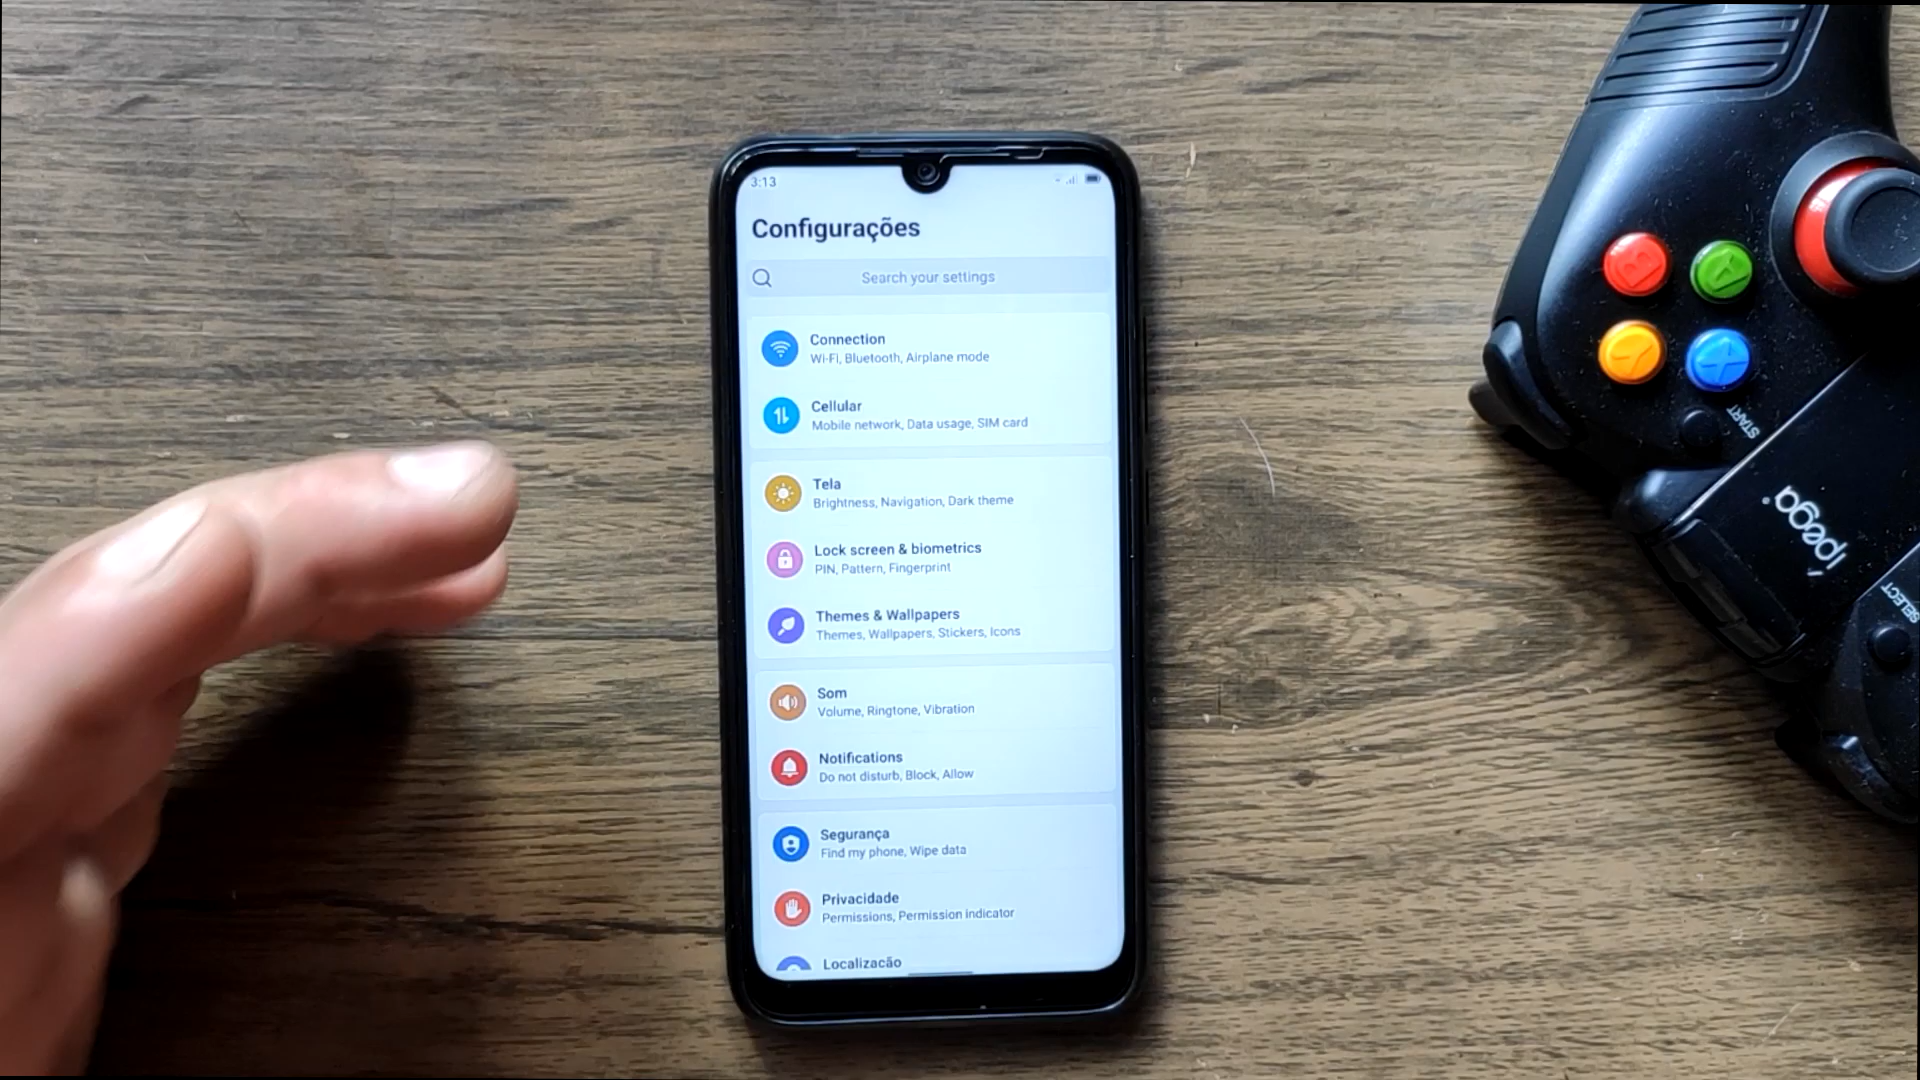 3:13
Configurações
Search your settings
Connection
Wi-Fi, Bluetooth, Airplane mode
Cellular
Mobile network, Data usage, SIM card
Tela
Brightness, Navigation, Dark theme
Lock screen & biometrics
PIN, Pattern, Fingerprint
Themes & Wallpapers
Themes, Wallpapers, Stickers, Icons
Som
Volume, Ringtone, Vibration
Notifications
Do not disturb, Block, Allow
Segurança
Find my phone, Wipe data
Privacidade
Permissions, Permission indicator
Localização
B
A
Y
X
START
ípega
SELECT